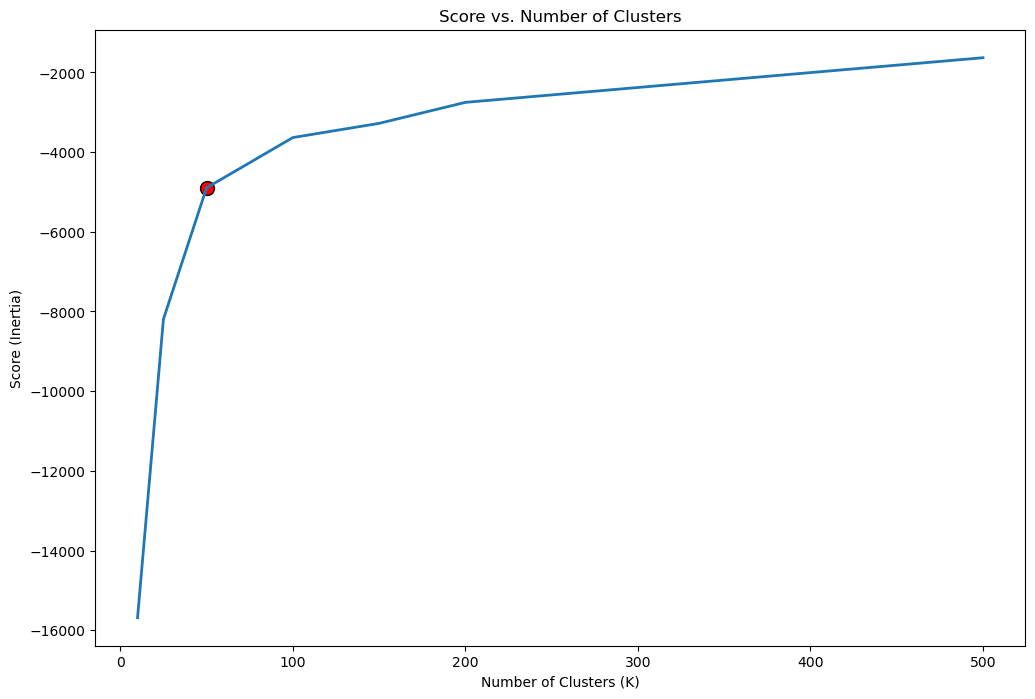 Score vs. Number of Clusters
Score (Inertia)
−2000
−4000
−6000
−8000
−10000
−12000
−14000
−16000
0 100 200 300 400 500
Number of Clusters (K)